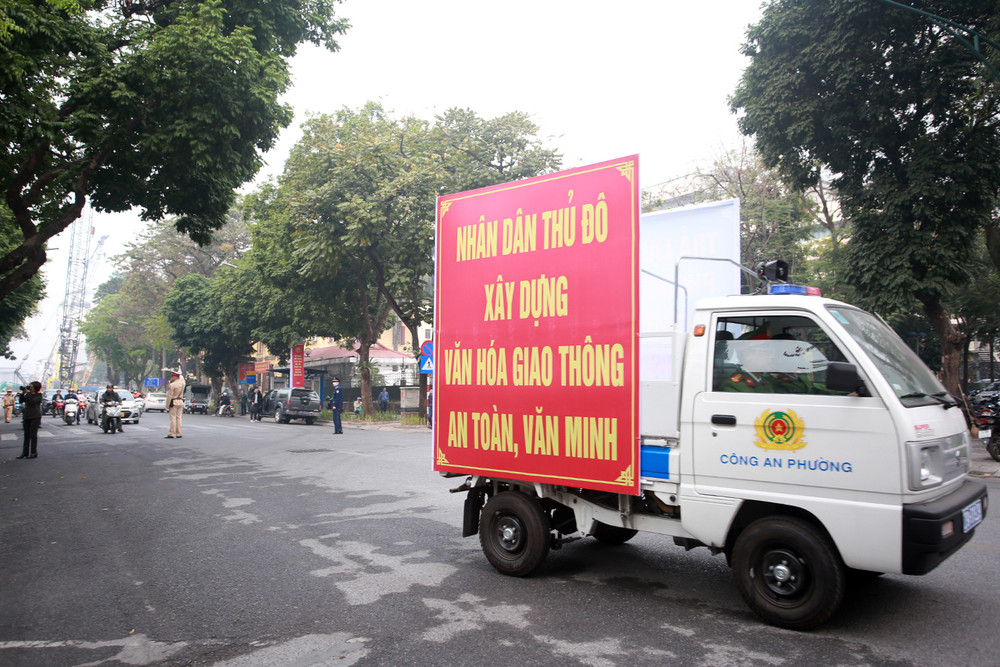 NHÂN DÂN THỦ ĐÔ
XÂY DỰNG
VĂN HÓA GIAO THÔNG
AN TOÀN, VĂN MINH
CÔNG AN PHƯỜNG